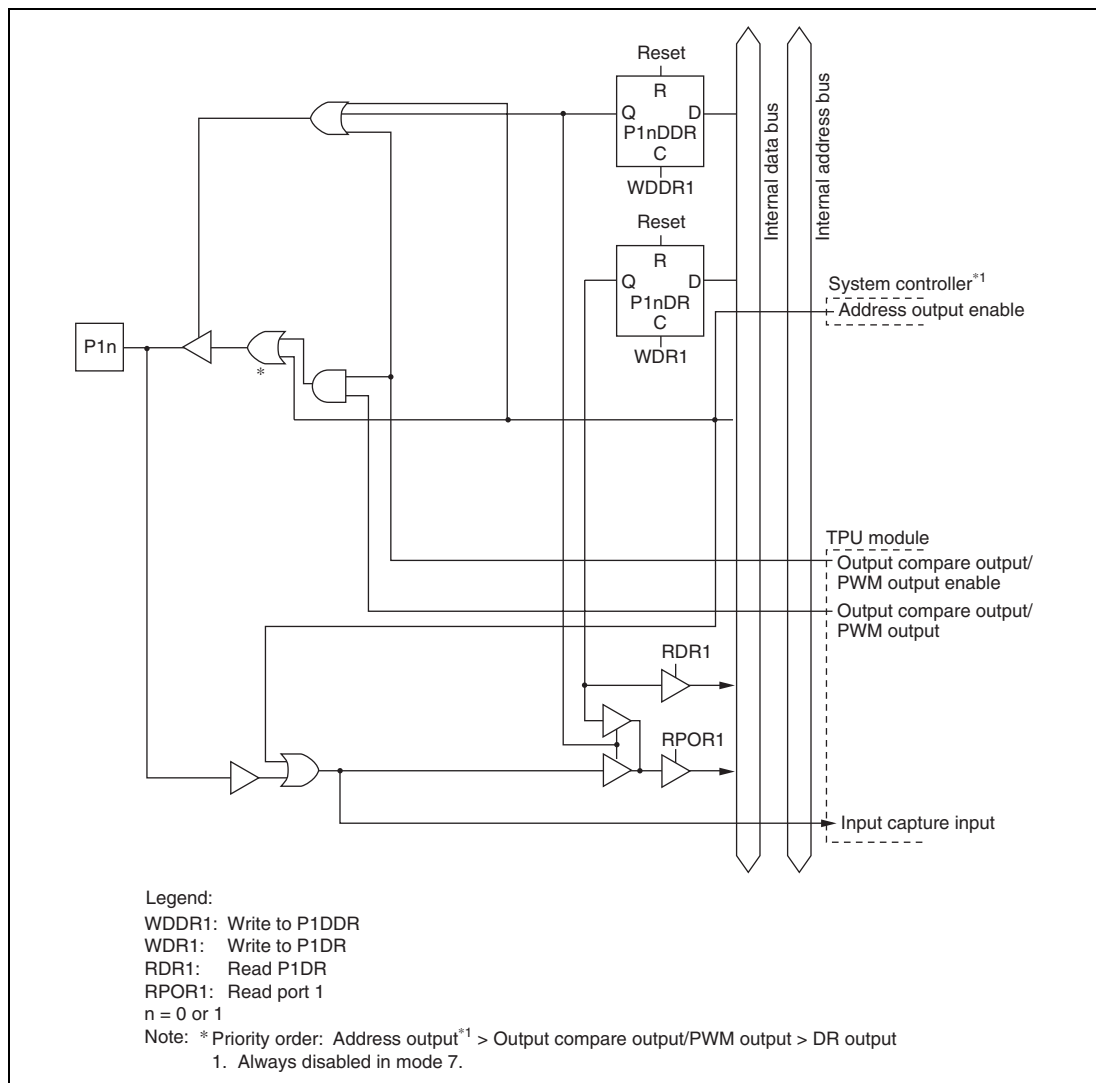 Reset
R
Q D
P1nDDR
C
WDDR1
Reset
R
Q D
P1nDR
C
WDR1
Internal data bus
Internal address bus
System controller*1
Address output enable
P1n
*
TPU module
Output compare output/
PWM output enable
Output compare output/
PWM output
RDR1
RPOR1
Input capture input
Legend:
WDDR1: Write to P1DDR
WDR1: Write to P1DR
RDR1: Read P1DR
RPOR1: Read port 1
n = 0 or 1
Note: * Priority order: Address output*1 > Output compare output/PWM output > DR output
1. Always disabled in mode 7.